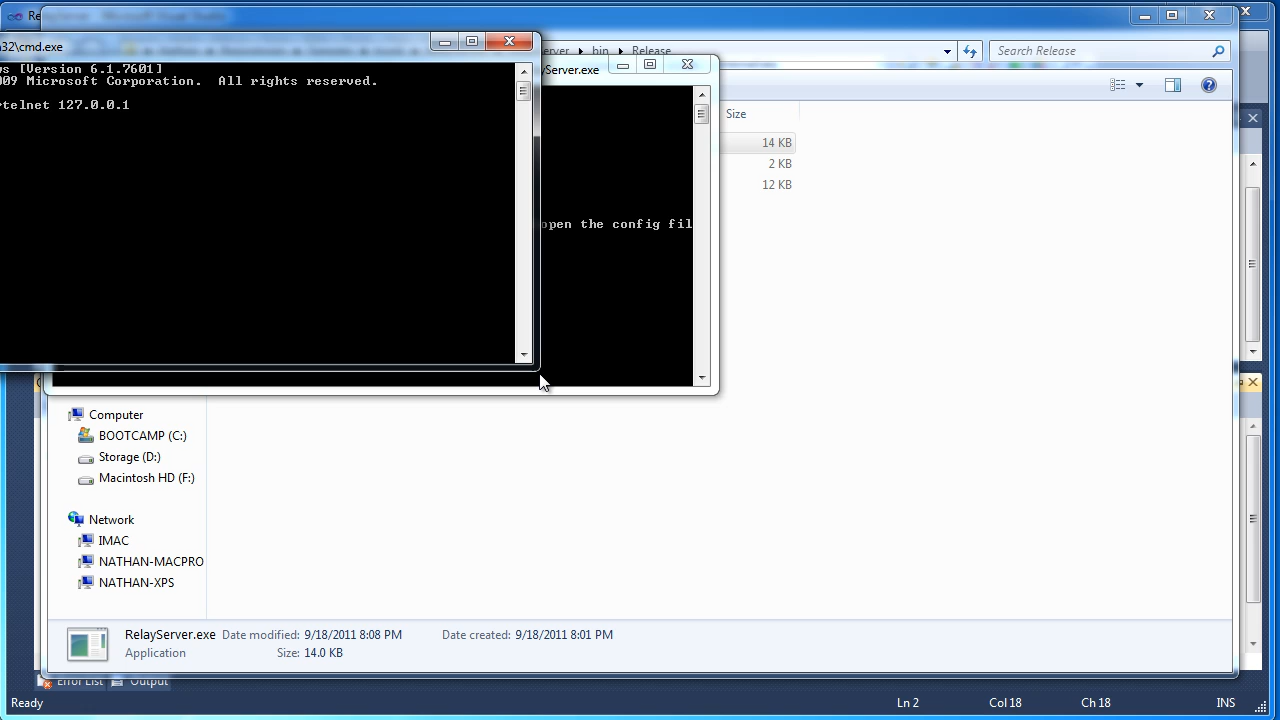 32\cmd.exe
[Version 6.1.7601]
09 Microsoft Corporation.  All rights reserved.
telnet 127.0.0.1
bin
Release
Search Release
yServer.exe
open the config fil
Size
14 KB
2 KB
12 KB
Computer
BOOTCAMP (C:)
Storage (D:)
Macintosh HD (F:)
Network
IMAC
NATHAN-MACPRO
NATHAN-XPS
RelayServer.exe
Date modified: 9/18/2011 8:08 PM
Date created: 9/18/2011 8:01 PM
Application
Size: 14.0 KB
Error List
Output
Ready
Ln 2
Col 18
Ch 18
INS